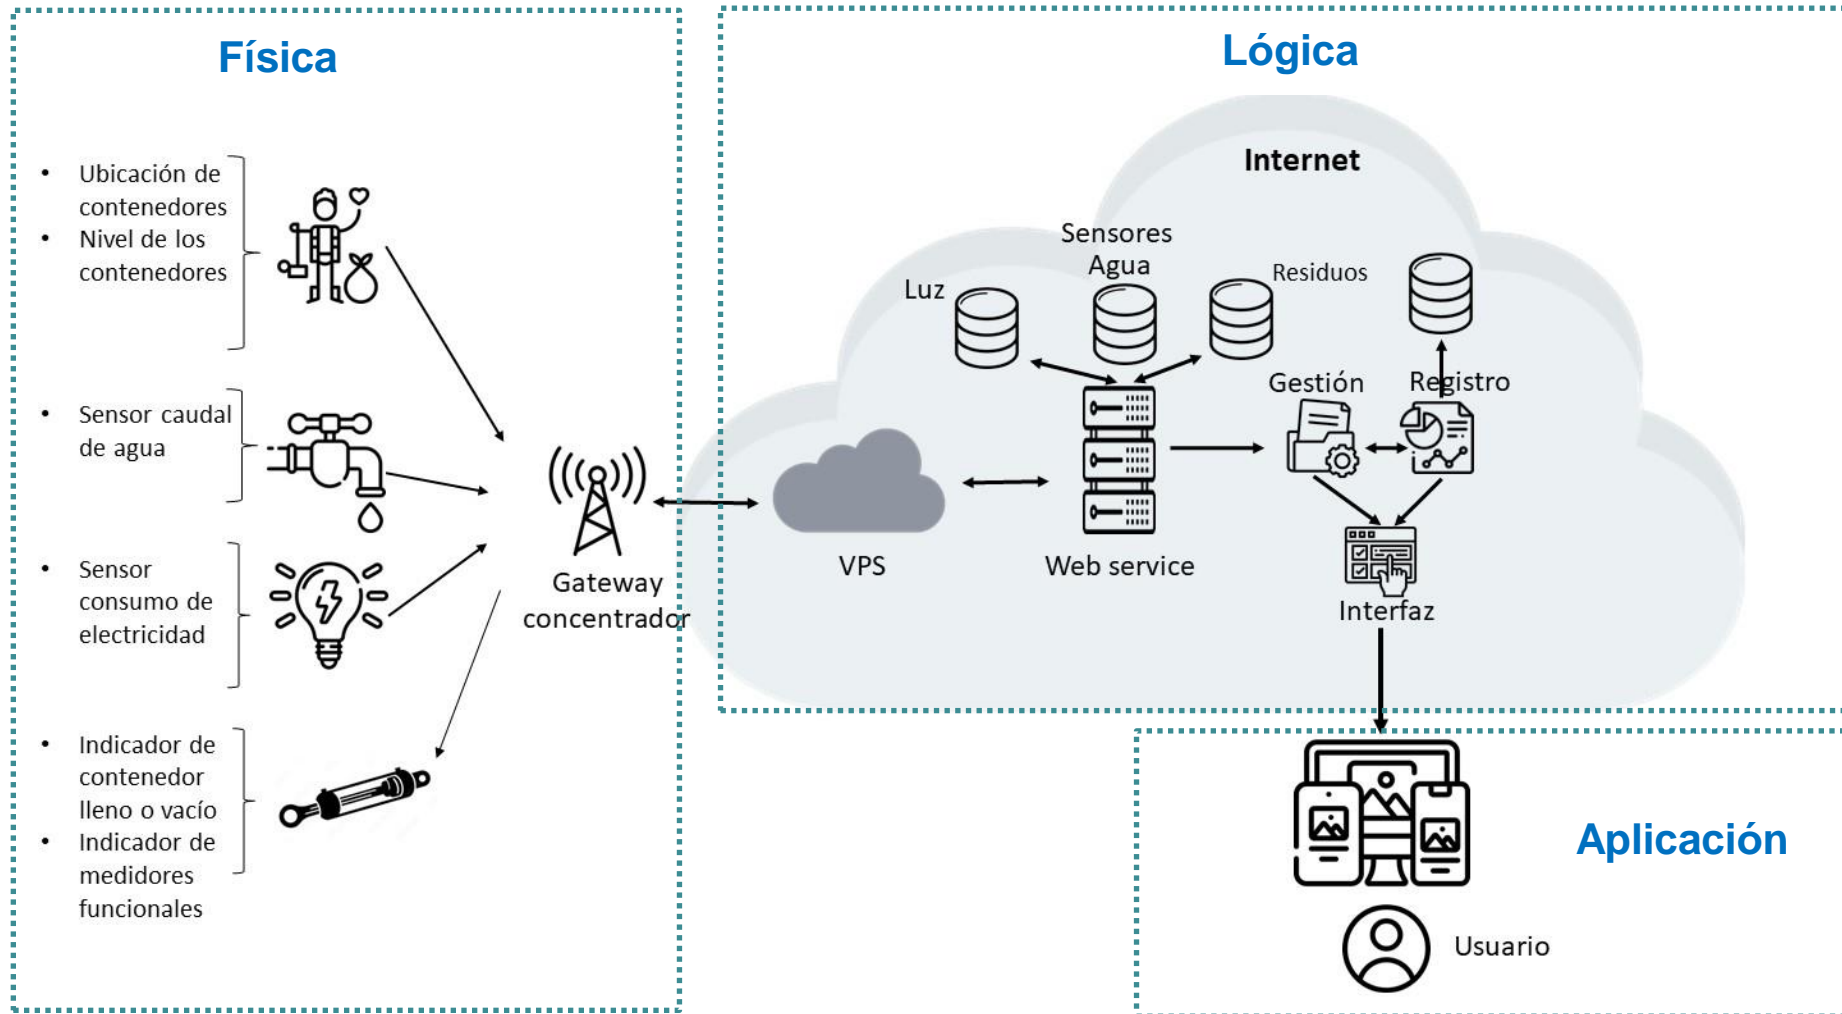 Física
• Ubicación de
contenedores
• Nivel de los
contenedores
• Sensor caudal
de agua
• Sensor
consumo de
electricidad
• Indicador de
contenedor
lleno o vacío
• Indicador de
medidores
funcionales
Gateway
concentrador
Lógica
Internet
Sensores
Agua
Luz
Residuos
Gestión
Registro
VPS
Web service
Interfaz
Aplicación
Usuario